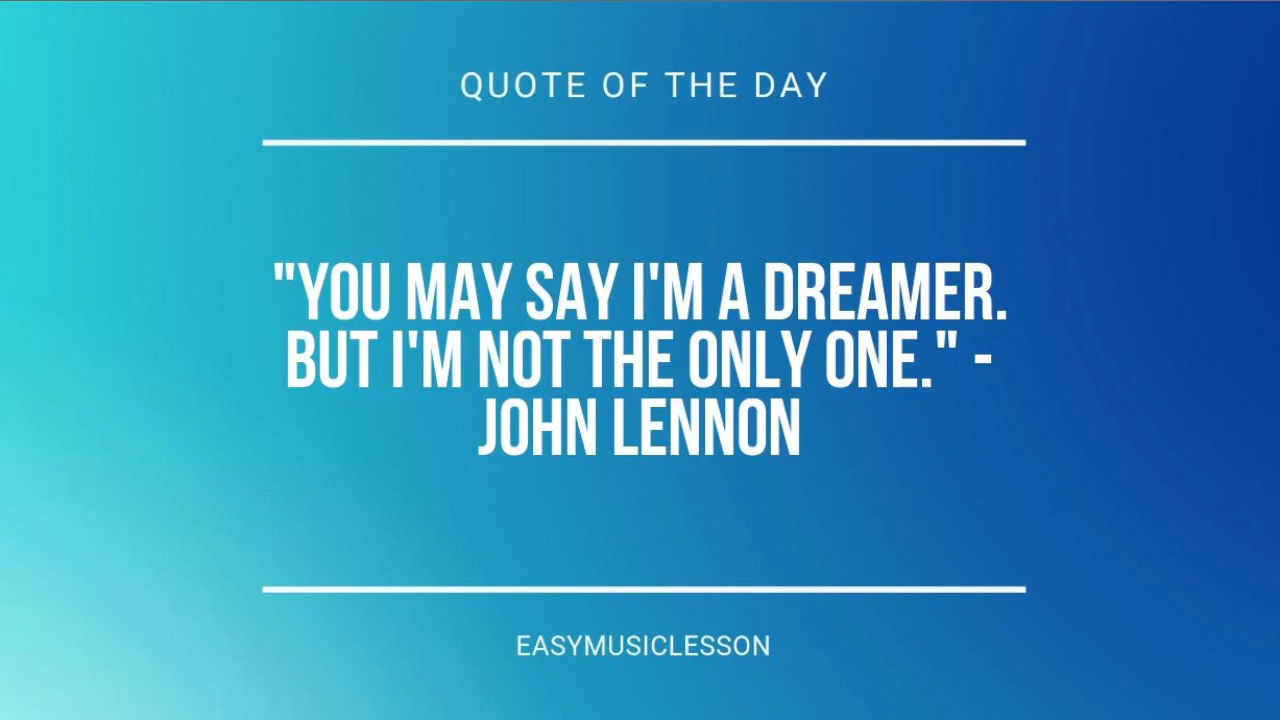 QUOTE OF THE DAY
"YOU MAY SAY I'M A DREAMER.
BUT I'M NOT THE ONLY ONE." -
JOHN LENNON
EASYMUSICLESSON